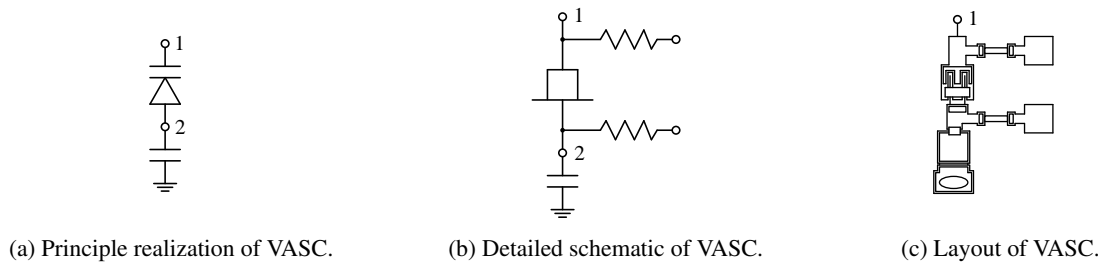 1
2
1
2
1
(a) Principle realization of VASC.
(b) Detailed schematic of VASC.
(c) Layout of VASC.